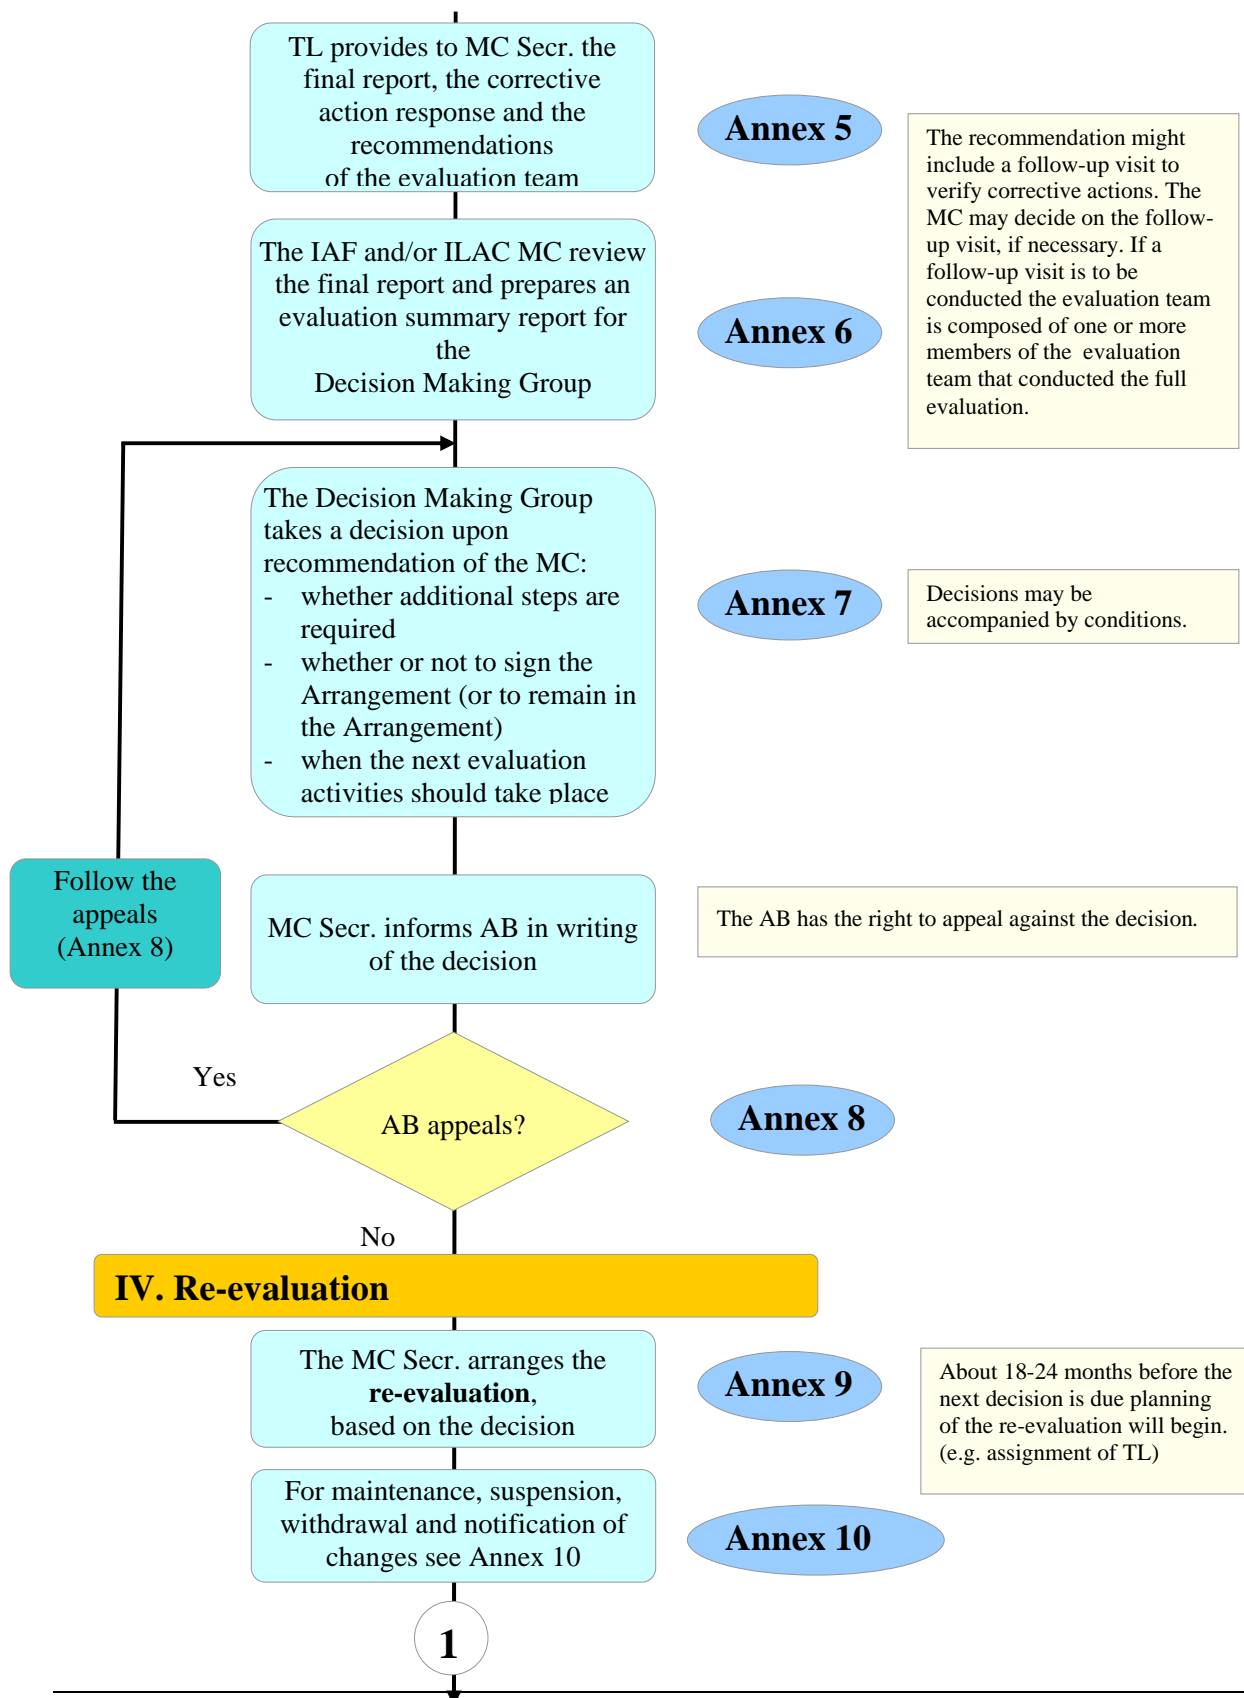 TL provides to MC Secr. the
final report, the corrective
action response and the
recommendations
of the evaluation team
Annex 5
The recommendation might
include a follow-up visit to
verify corrective actions. The
MC may decide on the follow-
up visit, if necessary. If a
follow-up visit is to be
conducted the evaluation team
is composed of one or more
members of the evaluation
team that conducted the full
evaluation.
The IAF and/or ILAC MC review
the final report and prepares an
evaluation summary report for
the
Decision Making Group
Annex 6
The Decision Making Group
takes a decision upon
recommendation of the MC:
- whether additional steps are
required
- whether or not to sign the
Arrangement (or to remain in
the Arrangement)
- when the next evaluation
activities should take place
Annex 7
Decisions may be
accompanied by conditions.
Follow the
appeals
(Annex 8)
MC Secr. informs AB in writing
of the decision
The AB has the right to appeal against the decision.
Yes
AB appeals?
Annex 8
No
IV. Re-evaluation
The MC Secr. arranges the
re-evaluation,
based on the decision
Annex 9
About 18-24 months before the
next decision is due planning
of the re-evaluation will begin.
(e.g. assignment of TL)
For maintenance, suspension,
withdrawal and notification of
changes see Annex 10
Annex 10
1